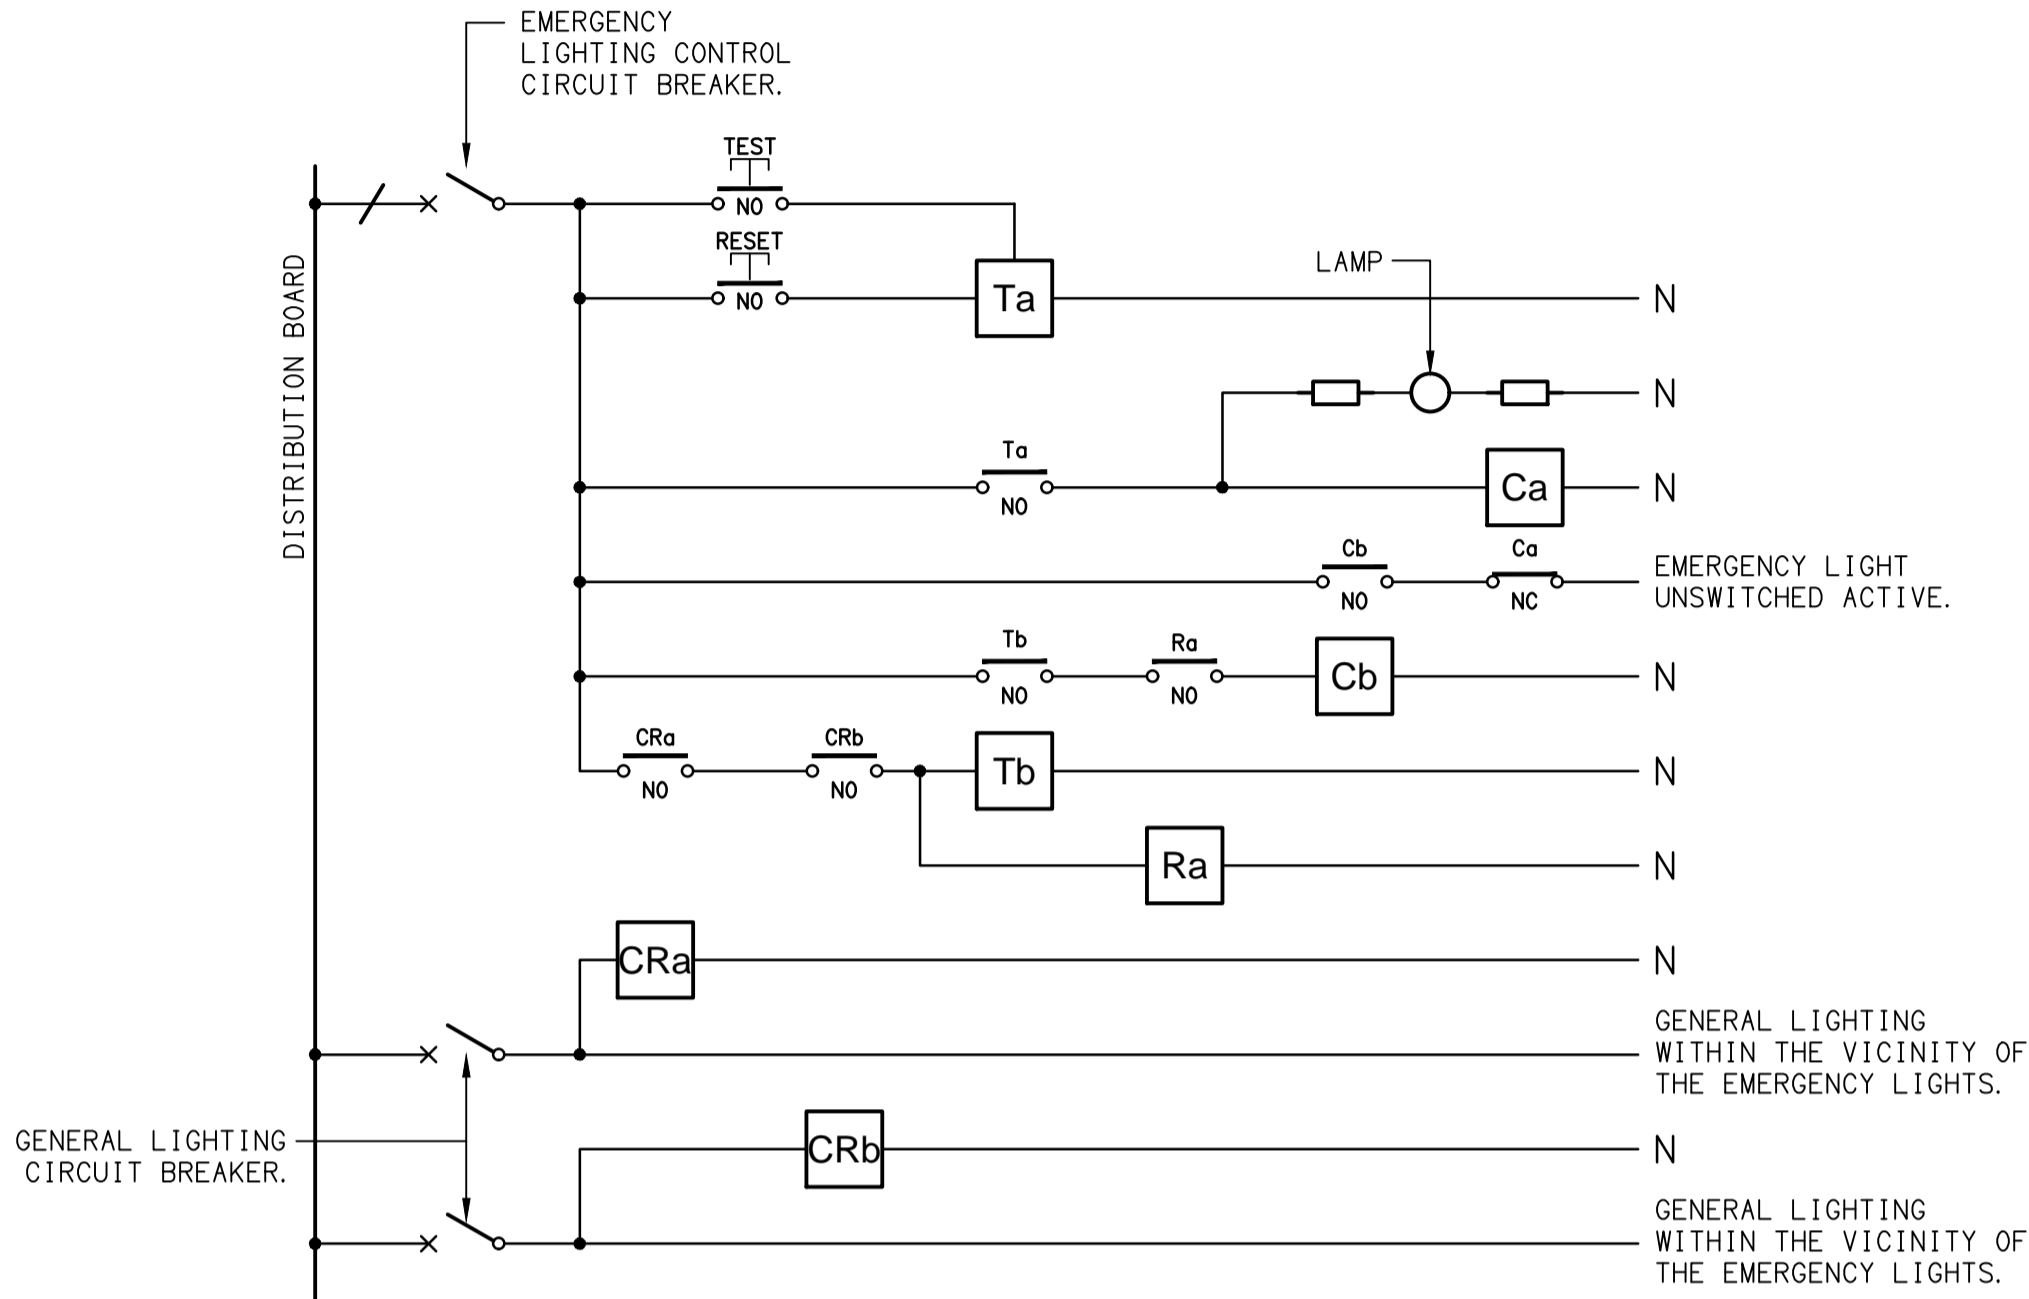 EMERGENCY
LIGHTING CONTROL
CIRCUIT BREAKER.
TEST
NO
RESET
NO
Ta
N
LAMP
N
DISTRIBUTION BOARD
Ta
NO
Ca
N
Cb
NO
Ca
NC
EMERGENCY LIGHT
UNSWITCHED ACTIVE.
Tb
NO
Ra
NO
Cb
N
CRa
NO
CRb
NO
Tb
N
Ra
N
CRa
N
GENERAL LIGHTING
WITHIN THE VICINITY OF
THE EMERGENCY LIGHTS.
GENERAL LIGHTING
CIRCUIT BREAKER.
CRb
N
GENERAL LIGHTING
WITHIN THE VICINITY OF
THE EMERGENCY LIGHTS.